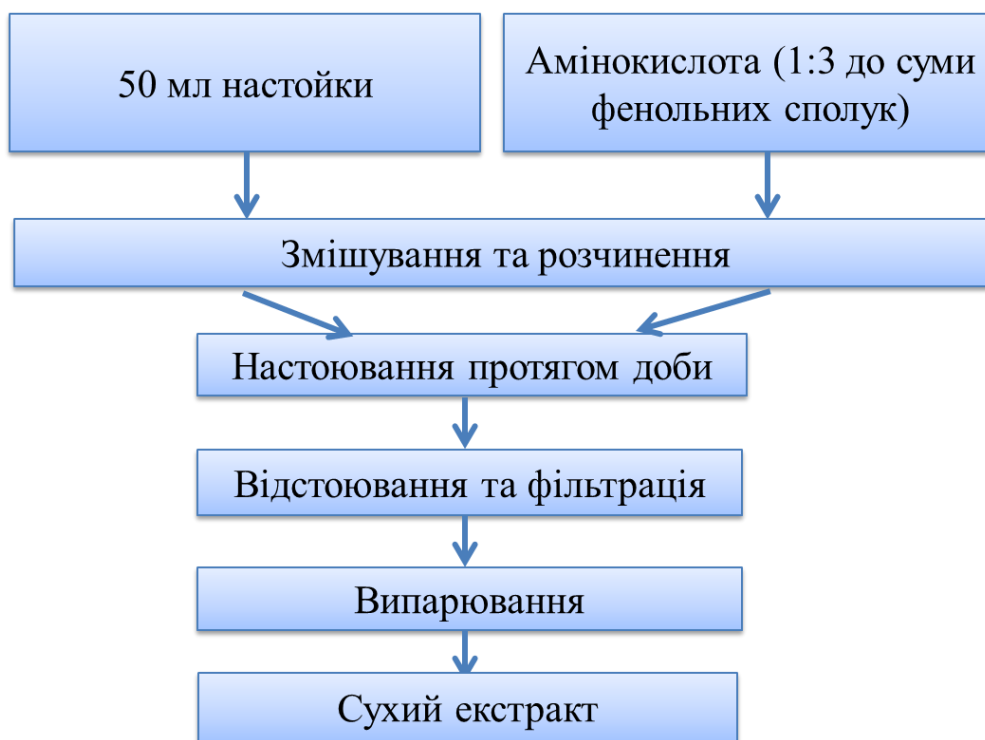 50 мл настойки
Амінокислота (1:3 до суми
фенольних сполук)
Змішування та розчинення
Настоювання протягом доби
Відстоювання та фільтрація
Випарювання
Сухий екстракт